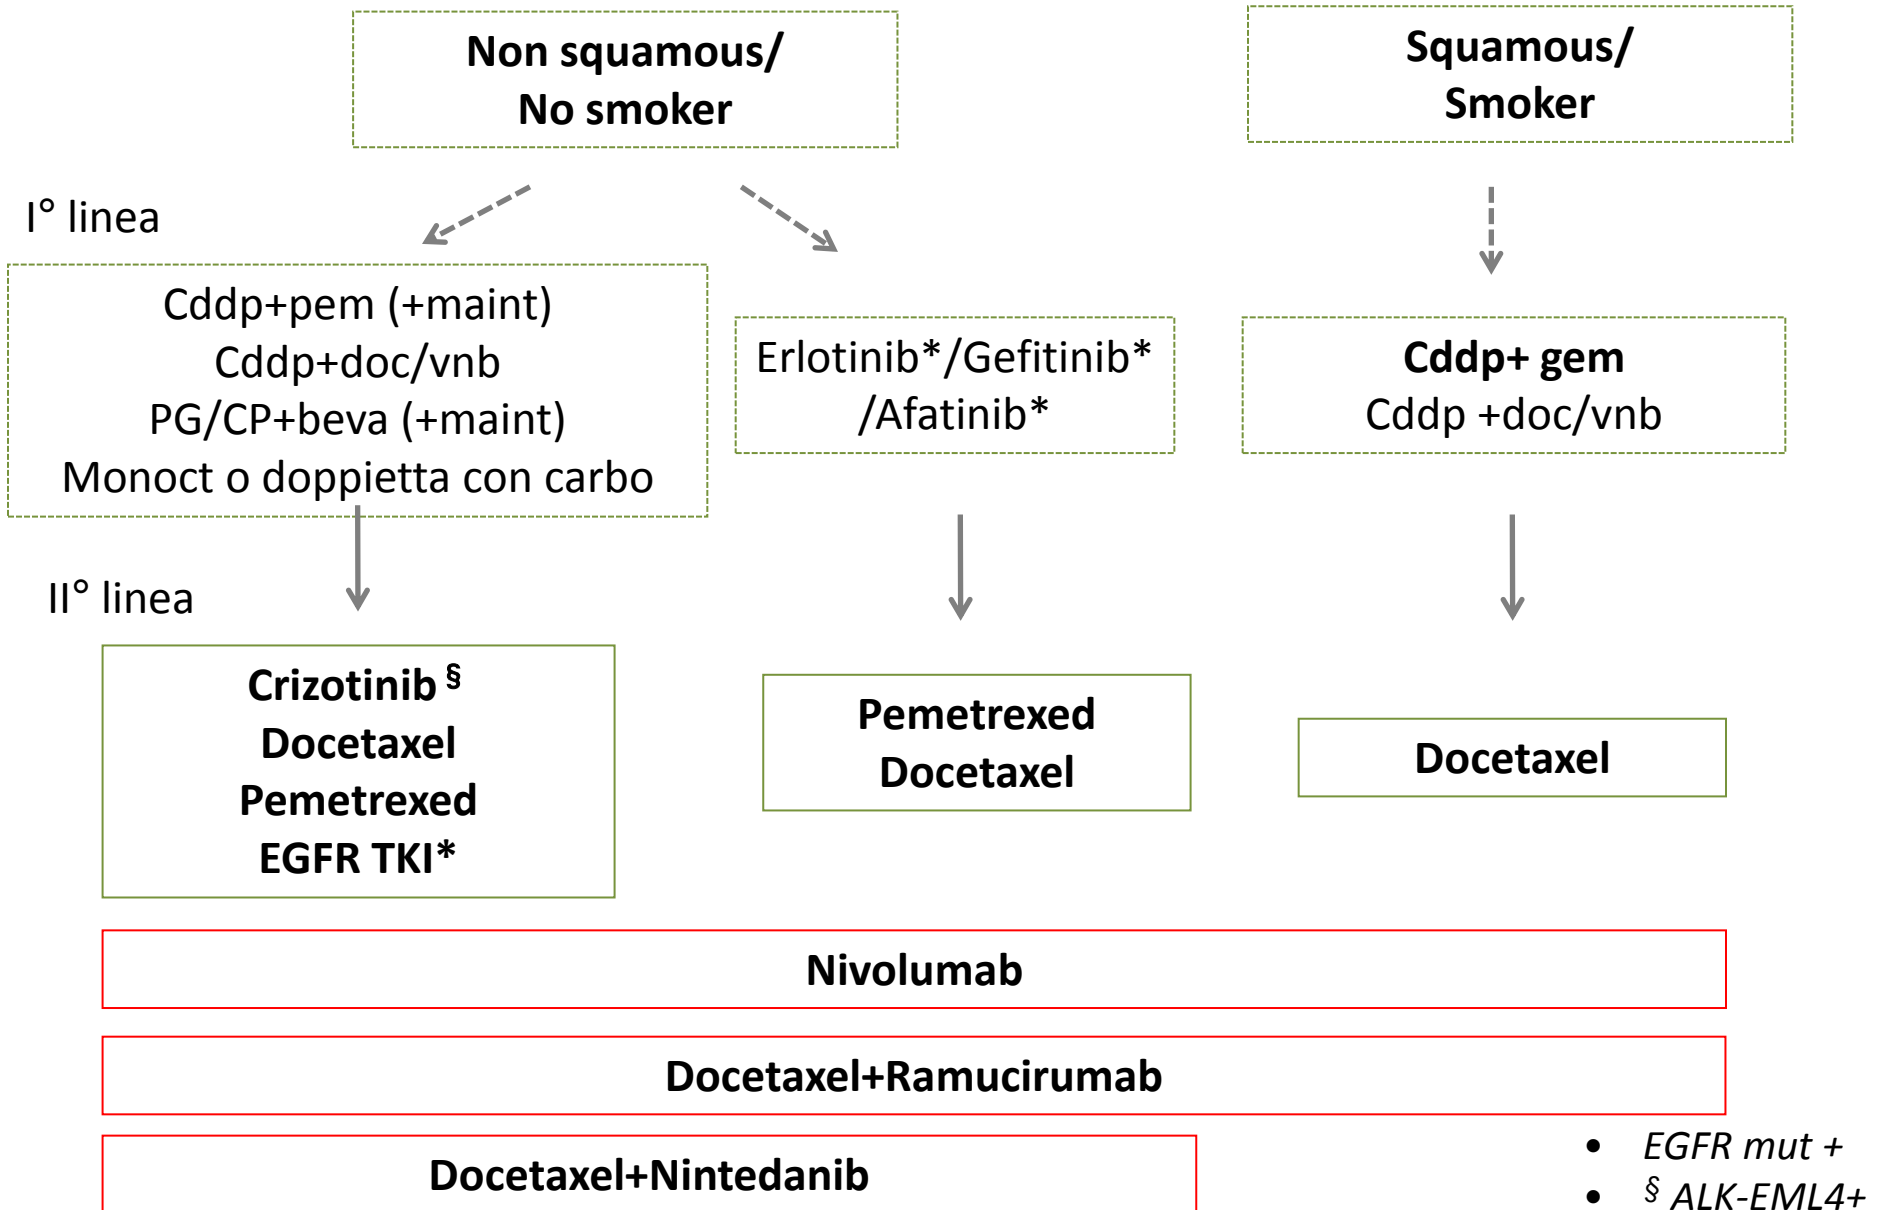 Non squamous/
No smoker
Squamous/
Smoker
I° linea
Cddp+pem (+maint)
Cddp+doc/vnb
PG/CP+beva (+maint)
Monoct o doppietta con carbo
Erlotinib*/Gefitinib*
/Afatinib*
Cddp+ gem
Cddp +doc/vnb
II° linea
Crizotinib §
Docetaxel
Pemetrexed
EGFR TKI*
Pemetrexed
Docetaxel
Docetaxel
Nivolumab
Docetaxel+Ramucirumab
Docetaxel+Nintedanib
• EGFR mut +
• § ALK-EML4+